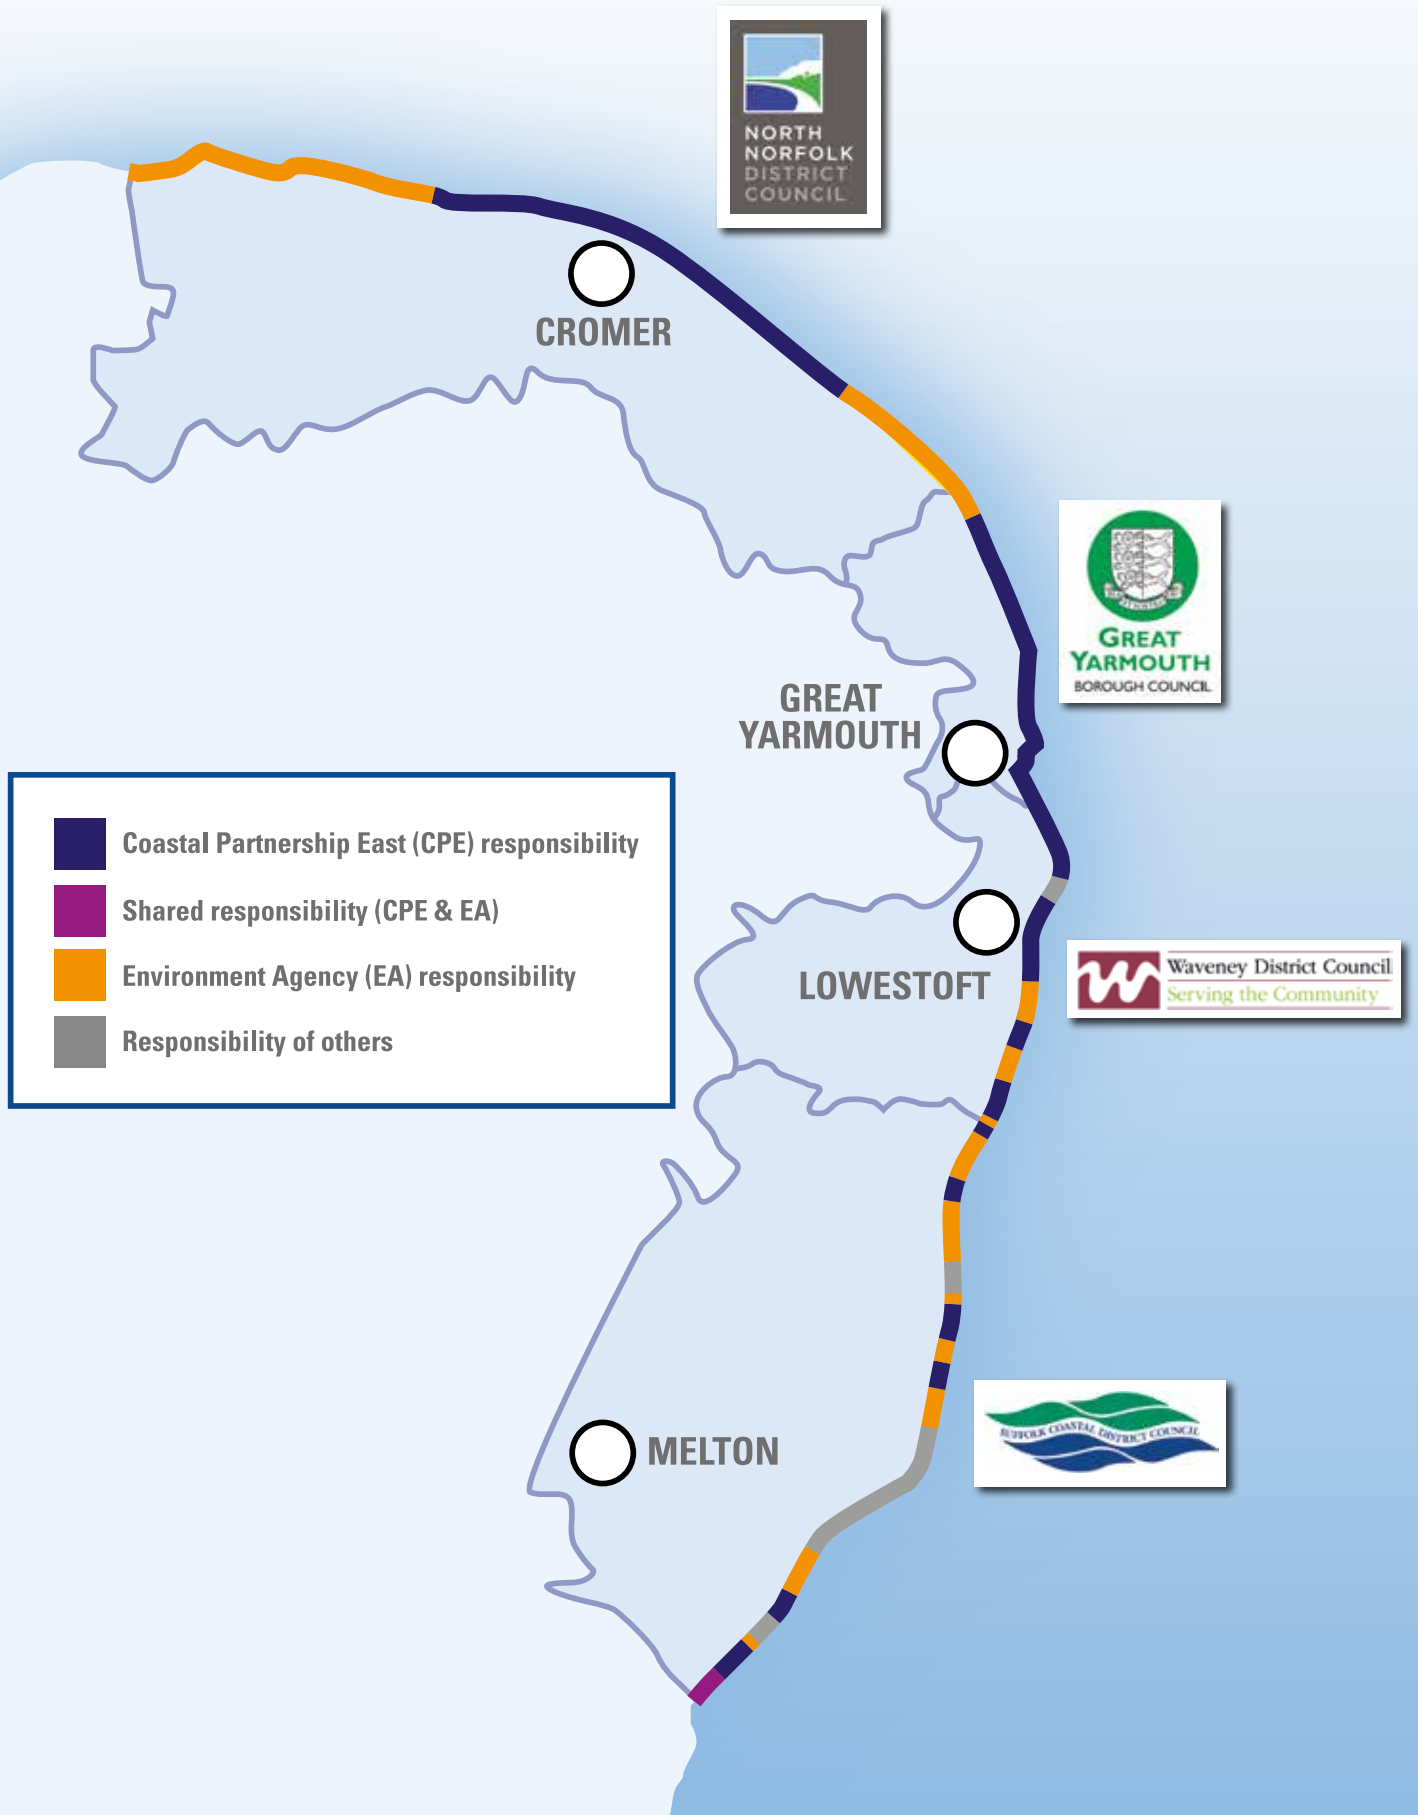 NORTH
NORFOLK
DISTRICT
COUNCIL
CROMER
GREAT
YARMOUTH
BOROUGH COUNCIL
GREAT
YARMOUTH
Coastal Partnership East (CPE) responsibility
Shared responsibility (CPE & EA)
Environment Agency (EA) responsibility
Responsibility of others
LOWESTOFT
Waveney District Council
Serving the Community
SUFFOLK COASTAL DISTRICT COUNCIL
MELTON